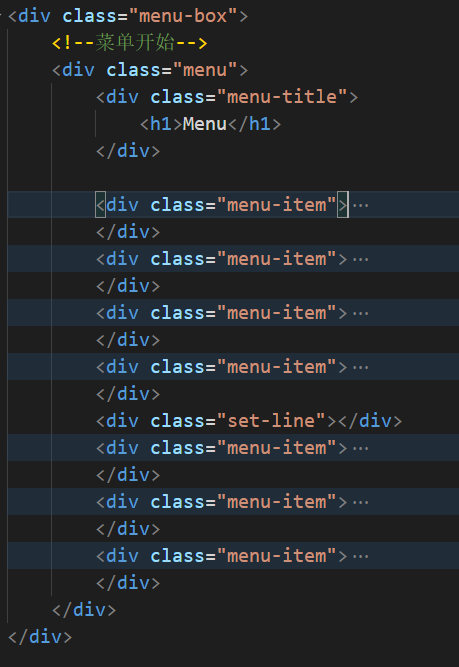 <div class="menu-box">
<!--菜单开始-->
<div class="menu">
<div class="menu-title">
<h1>Menu</h1>
</div>
<div class="menu-item">…
</div>
<div class="menu-item">…
</div>
<div class="menu-item">…
</div>
<div class="menu-item">…
</div>
<div class="set-line"></div>
<div class="menu-item">…
</div>
<div class="menu-item">…
</div>
<div class="menu-item">…
</div>
</div>
</div>